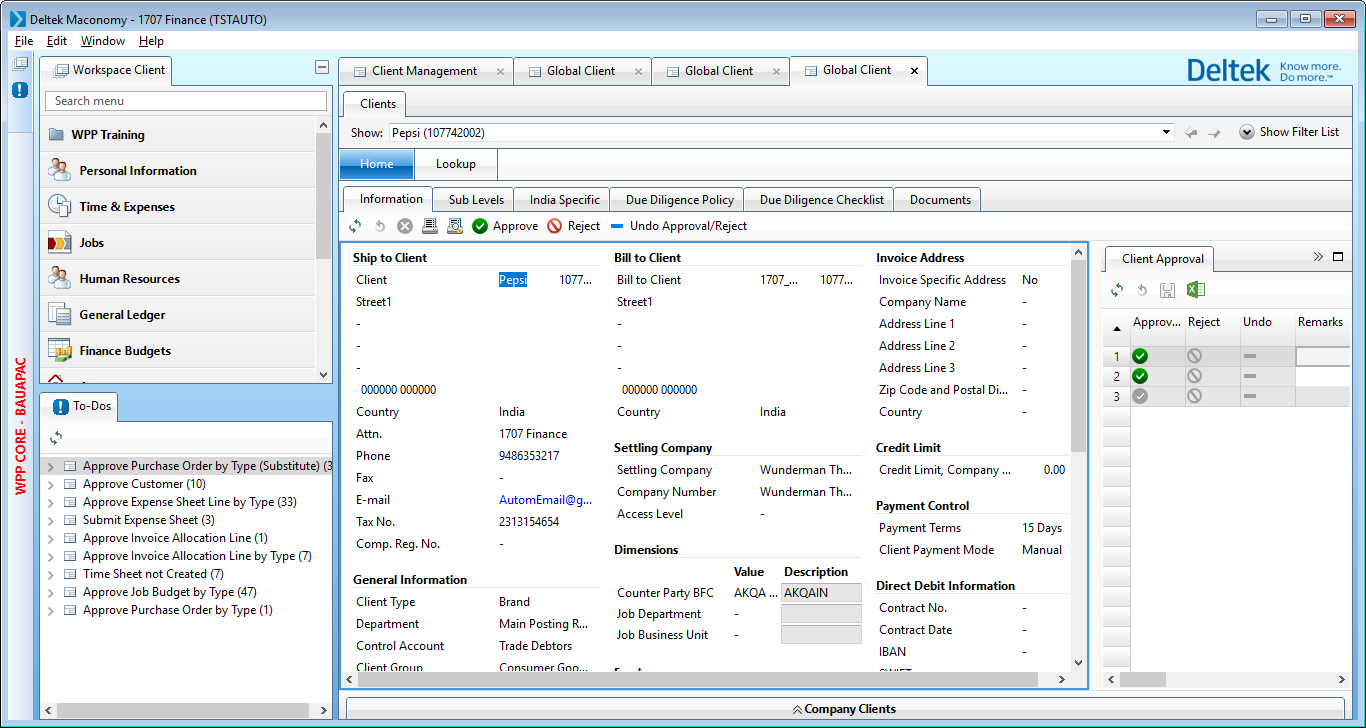 Deltek Maconomy - 1707 Finance (TSTAUTO)
File Edit Window Help
Workspace Client
Search menu
WPP Training
Personal Information
Time & Expenses
Jobs
Human Resources
General Ledger
Finance Budgets
WPP CORE - BAUAPAC
To-Dos
Approve Purchase Order by Type (Substitute) (3
Approve Customer (10)
Approve Expense Sheet Line by Type (33)
Submit Expense Sheet (3)
Approve Invoice Allocation Line (1)
Approve Invoice Allocation Line by Type (7)
Time Sheet not Created (7)
Approve Job Budget by Type (47)
Approve Purchase Order by Type (1)
Client Management Global Client Global Client Global Client
Deltek Know more. Do more.™
Clients
Show: Pepsi (107742002) Show Filter List
Home Lookup
Information Sub Levels India Specific Due Diligence Policy Due Diligence Checklist Documents
Approve Reject Undo Approval/Reject
Ship to Client
Client Pepsi 1077...
Street1
-
-
-
000000 000000
Country India
Attn. 1707 Finance
Phone 9486353217
Fax -
E-mail AutomEmail@g...
Tax No. 2313154654
Comp. Reg. No. -
General Information
Client Type Brand
Department Main Posting R...
Control Account Trade Debtors
Client Group Consumer Goo...
Bill to Client
Bill to Client 1707_... 1077...
Street1
-
-
-
000000 000000
Country India
Settling Company
Settling Company Wunderman Th...
Company Number Wunderman Th...
Access Level -
Dimensions
Value Description
Counter Party BFC AKQA ... AKQAIN
Job Department -
Job Business Unit -
Invoice Address
Invoice Specific Address No
Company Name -
Address Line 1 -
Address Line 2 -
Address Line 3 -
Zip Code and Postal Di... -
Country -
Credit Limit
Credit Limit, Company ... 0.00
Payment Control
Payment Terms 15 Days
Client Payment Mode Manual
Direct Debit Information
Contract No. -
Contract Date -
IBAN -
Client Approval
Approv... Reject Undo Remarks
1
2
3
Company Clients